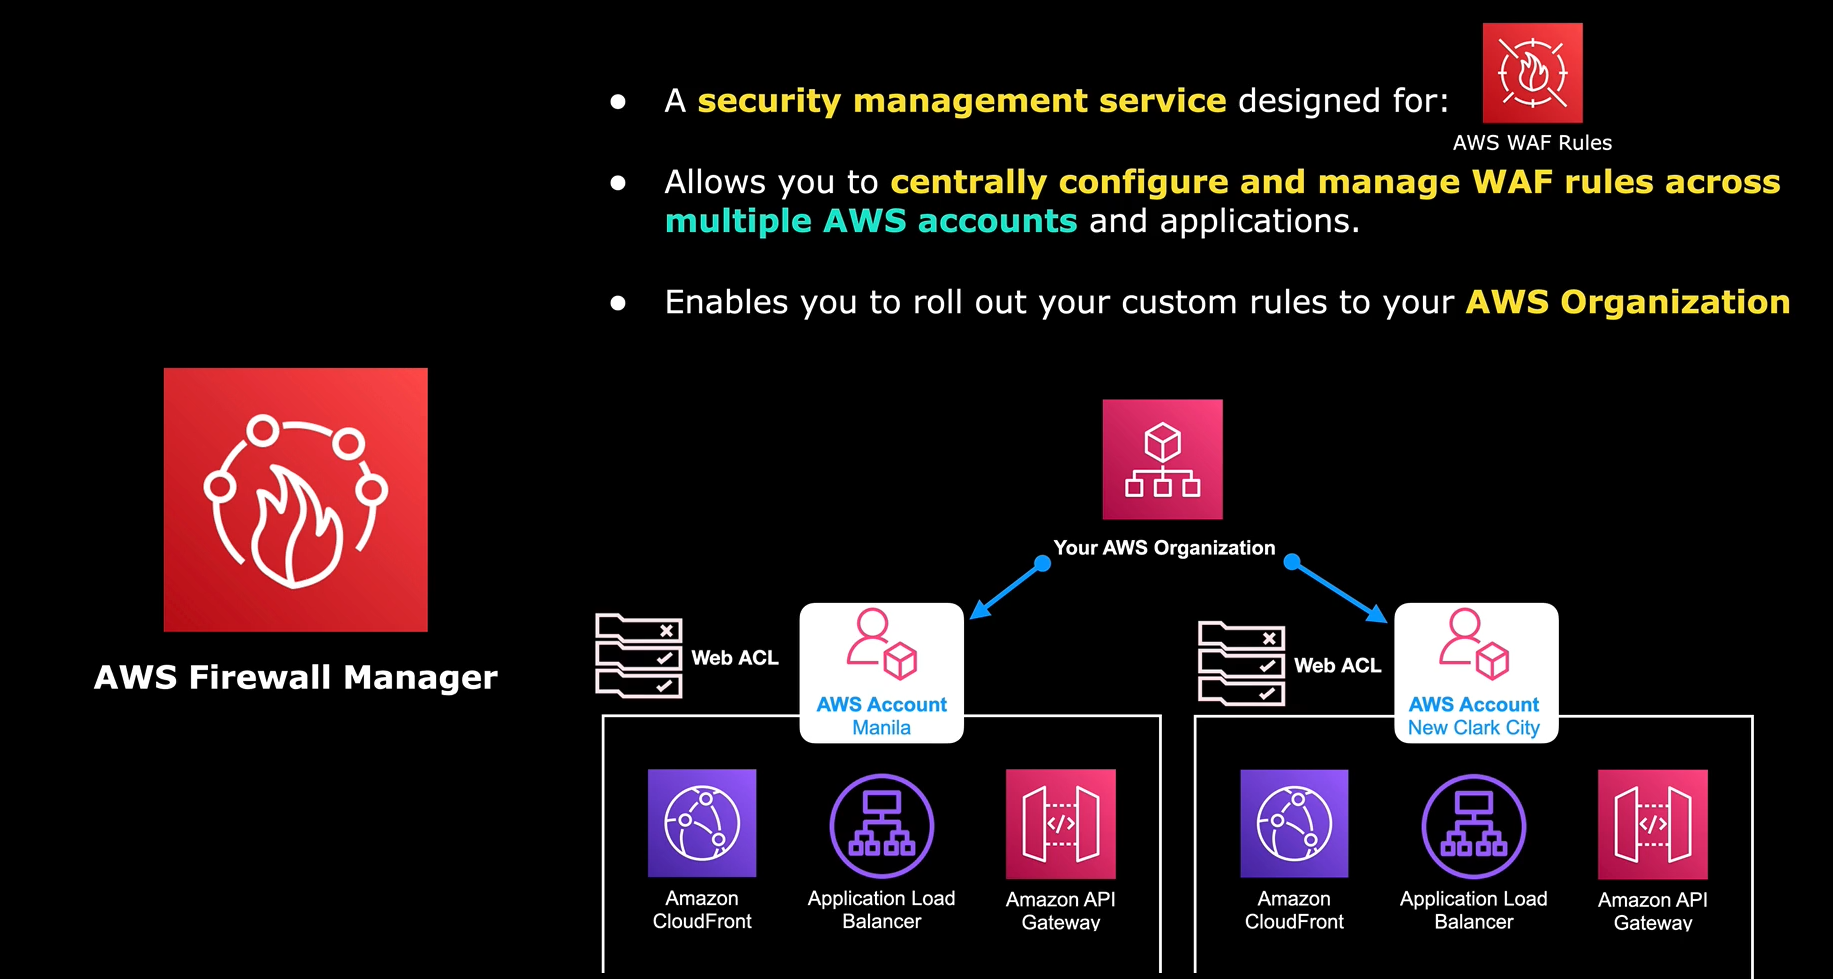 ● A security management service designed for:
AWS WAF Rules
● Allows you to centrally configure and manage WAF rules across
multiple AWS accounts and applications.
● Enables you to roll out your custom rules to your AWS Organization
AWS Firewall Manager
Your AWS Organization
Web ACL
AWS Account
Manila
Web ACL
AWS Account
New Clark City
Amazon
CloudFront
Application Load
Balancer
Amazon API
Gateway
Amazon
CloudFront
Application Load
Balancer
Amazon API
Gateway